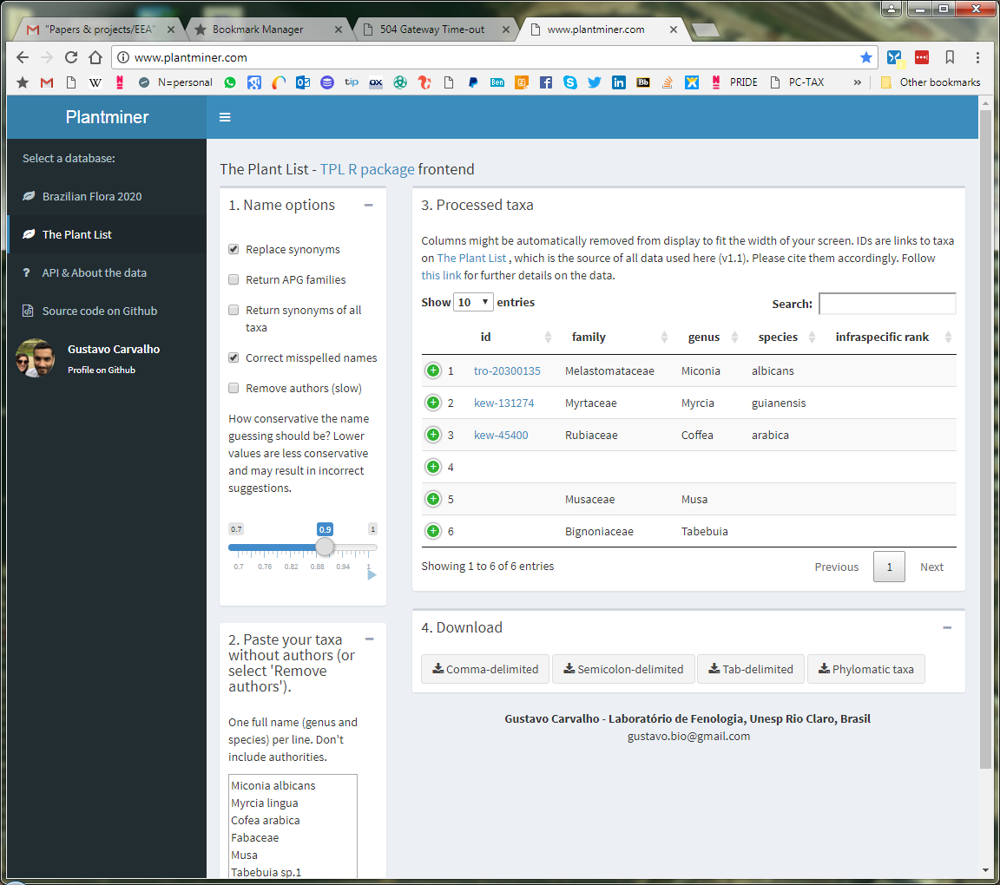 "Papers & projects/EEA"
Bookmark Manager
504 Gateway Time-out
www.plantminer.com
www.plantminer.com
N=personal
tip
OX
Ben
Bb
PRIDE
PC-TAX
»
Other bookmarks
Plantminer
Select a database:
Brazilian Flora 2020
The Plant List
? API & About the data
Source code on Github
Gustavo Carvalho
Profile on Github
The Plant List - TPL R package frontend
1. Name options
Replace synonyms
Return APG families
Return synonyms of all
taxa
Correct misspelled names
Remove authors (slow)
How conservative the name
guessing should be? Lower
values are less conservative
and may result in incorrect
suggestions.
0.7 0.9 1
0.7 0.76 0.82 0.88 0.94 1
2. Paste your taxa
without authors (or
select 'Remove
authors').
One full name (genus and
species) per line. Don't
include authorities.
Miconia albicans
Myrcia lingua
Cofea arabica
Fabaceae
Musa
Tabebuia sp.1
3. Processed taxa
Columns might be automatically removed from display to fit the width of your screen. IDs are links to taxa
on The Plant List , which is the source of all data used here (v1.1). Please cite them accordingly. Follow
this link for further details on the data.
Show 10 entries Search:
id family genus species infraspecific rank
1 tro-20300135 Melastomataceae Miconia albicans
2 kew-131274 Myrtaceae Myrcia guianensis
3 kew-45400 Rubiaceae Coffea arabica
4
5 Musaceae Musa
6 Bignoniaceae Tabebuia
Showing 1 to 6 of 6 entries Previous 1 Next
4. Download
Comma-delimited Semicolon-delimited Tab-delimited Phylomatic taxa
Gustavo Carvalho - Laboratório de Fenologia, Unesp Rio Claro, Brasil
gustavo.bio@gmail.com